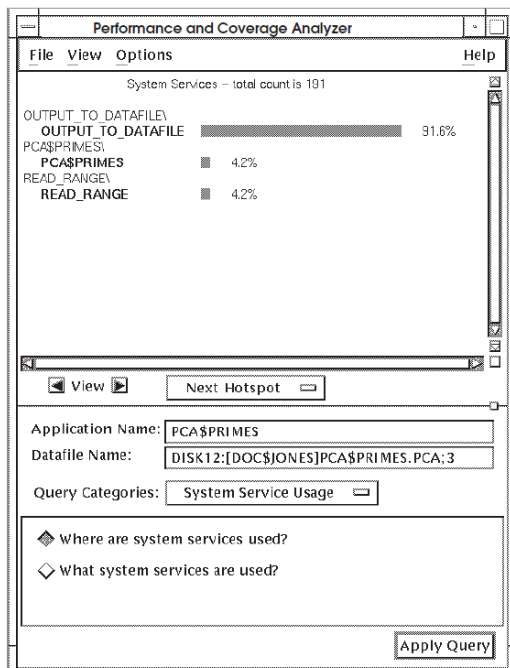 Performance and Coverage Analyzer
File View Options Help
System Services – total count is 191
OUTPUT_TO_DATAFILE\
OUTPUT_TO_DATAFILE 91.6%
PCA$PRIMES\
PCA$PRIMES 4.2%
READ_RANGE\
READ_RANGE 4.2%
View Next Hotspot
Application Name: PCA$PRIMES
Datafile Name: DISK12:[DOC$JONES]PCA$PRIMES.PCA;3
Query Categories: System Service Usage
Where are system services used?
What system services are used?
Apply Query